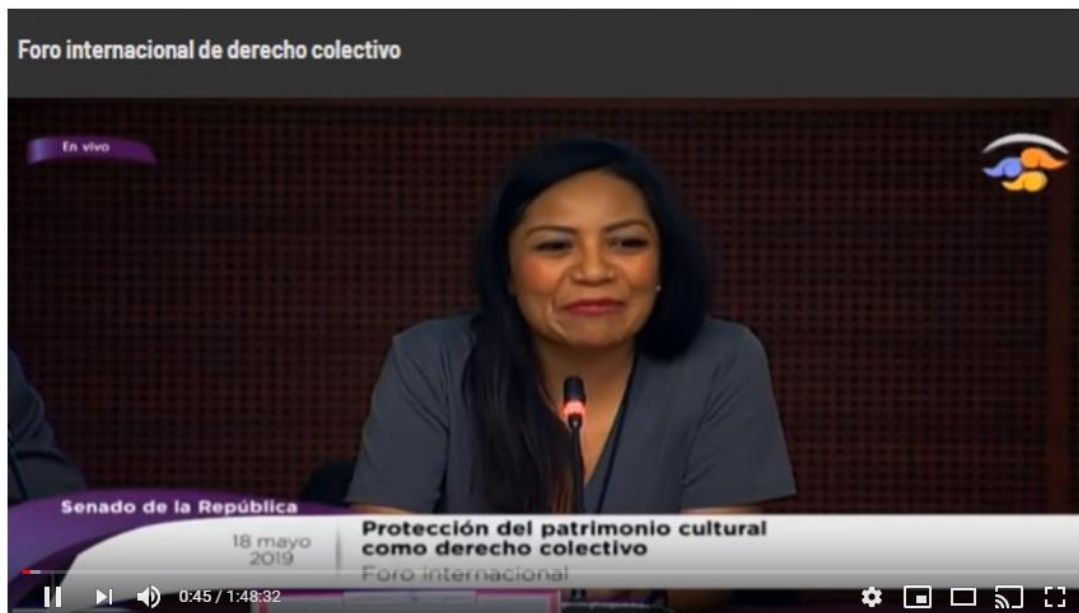 Foro internacional de derecho colectivo
En vivo
Senado de la República
18 mayo
2019
Protección del patrimonio cultural
como derecho colectivo
Foro internacional
0:45 / 1:48:32